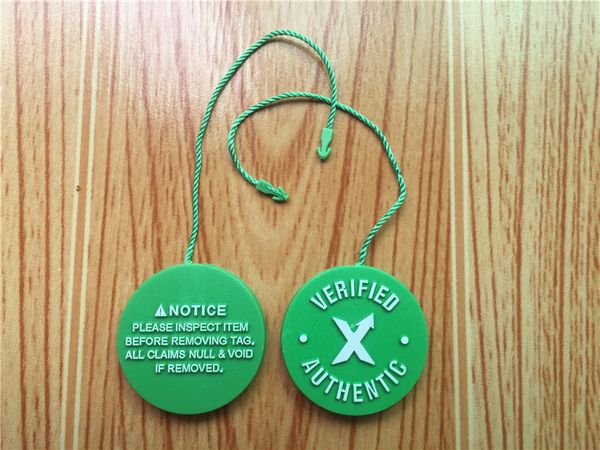 ⚠NOTICE
PLEASE INSPECT ITEM
BEFORE REMOVING TAG.
ALL CLAIMS NULL & VOID
IF REMOVED.
VERIFIED
X
AUTHENTIC